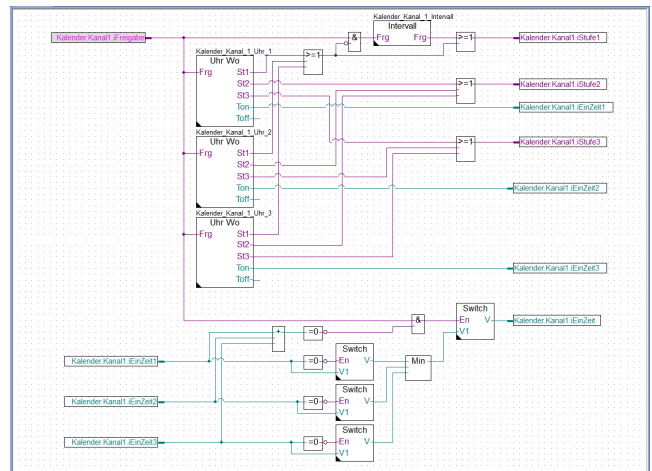 Kalender_Kanal_1_Intervall
Intervall
Kalender.Kanal1.iFreigabe
&
Frg Frg
>=1
Kalender.Kanal1.iStufe1
Kalender_Kanal_1_Uhr_1
>=1
Uhr Wo
Frg St1
St2
>=1
Kalender.Kanal1.iStufe2
St3
Ton
Kalender.Kanal1.iEinZeit1
Toff
Kalender_Kanal_1_Uhr_2
Uhr Wo
>=1
Kalender.Kanal1.iStufe3
Frg St1
St2
St3
Ton
Kalender.Kanal1.iEinZeit2
Toff
Kalender_Kanal_1_Uhr_3
Uhr Wo
Frg St1
St2
St3
Ton
Kalender.Kanal1.iEinZeit3
Toff
Switch
&
En V
Kalender.Kanal1.iEinZeit
+
=0
V1
Switch
Kalender.Kanal1.iEinZeit1
=0
En V
Min
V1
Switch
Kalender.Kanal1.iEinZeit2
=0
En V
V1
Switch
Kalender.Kanal1.iEinZeit3
=0
En V
V1